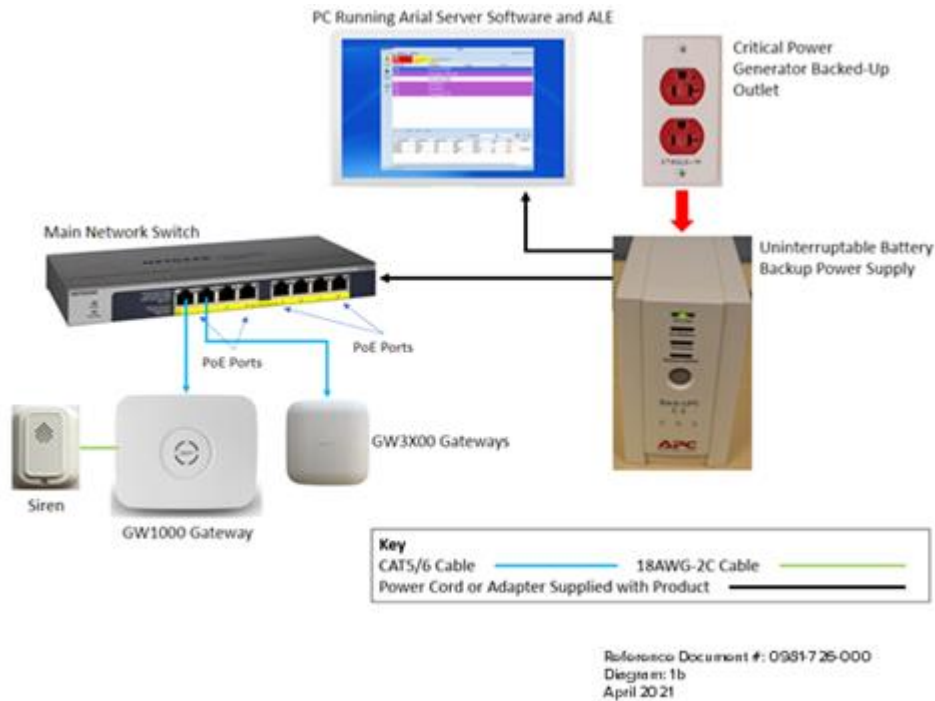 PC Running Arial Server Software and ALE
Critical Power
Generator Backed-Up
Outlet
Main Network Switch
Uninterruptable Battery
Backup Power Supply
PoE Ports
PoE Ports
GW3X00 Gateways
Siren
GW1000 Gateway
APC
Key
CAT5/6 Cable
18AWG-2C Cable
Power Cord or Adapter Supplied with Product
Reference Document #: 0981-726-000
Diagram: 1b
April 2021